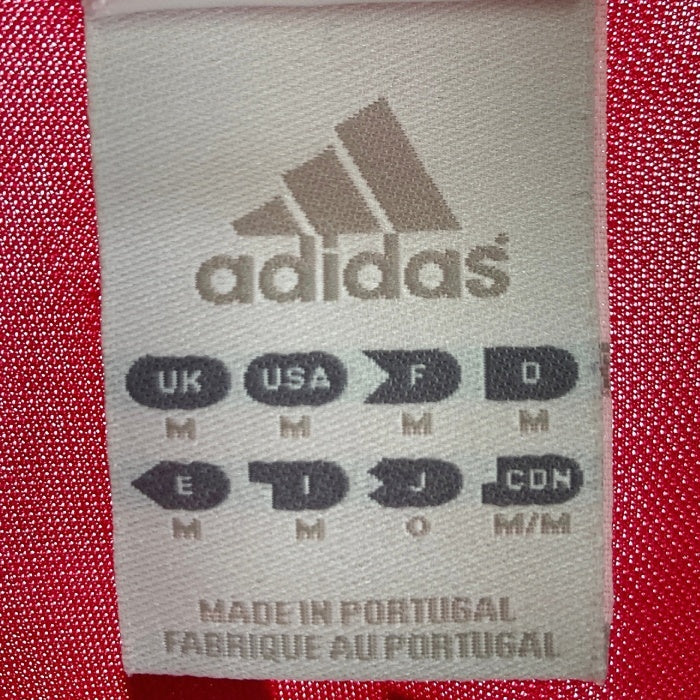 adidas
UK USA F D
M M M M
E I J CDN
M M O M/M
MADE IN PORTUGAL
FABRIQUE AU PORTUGAL